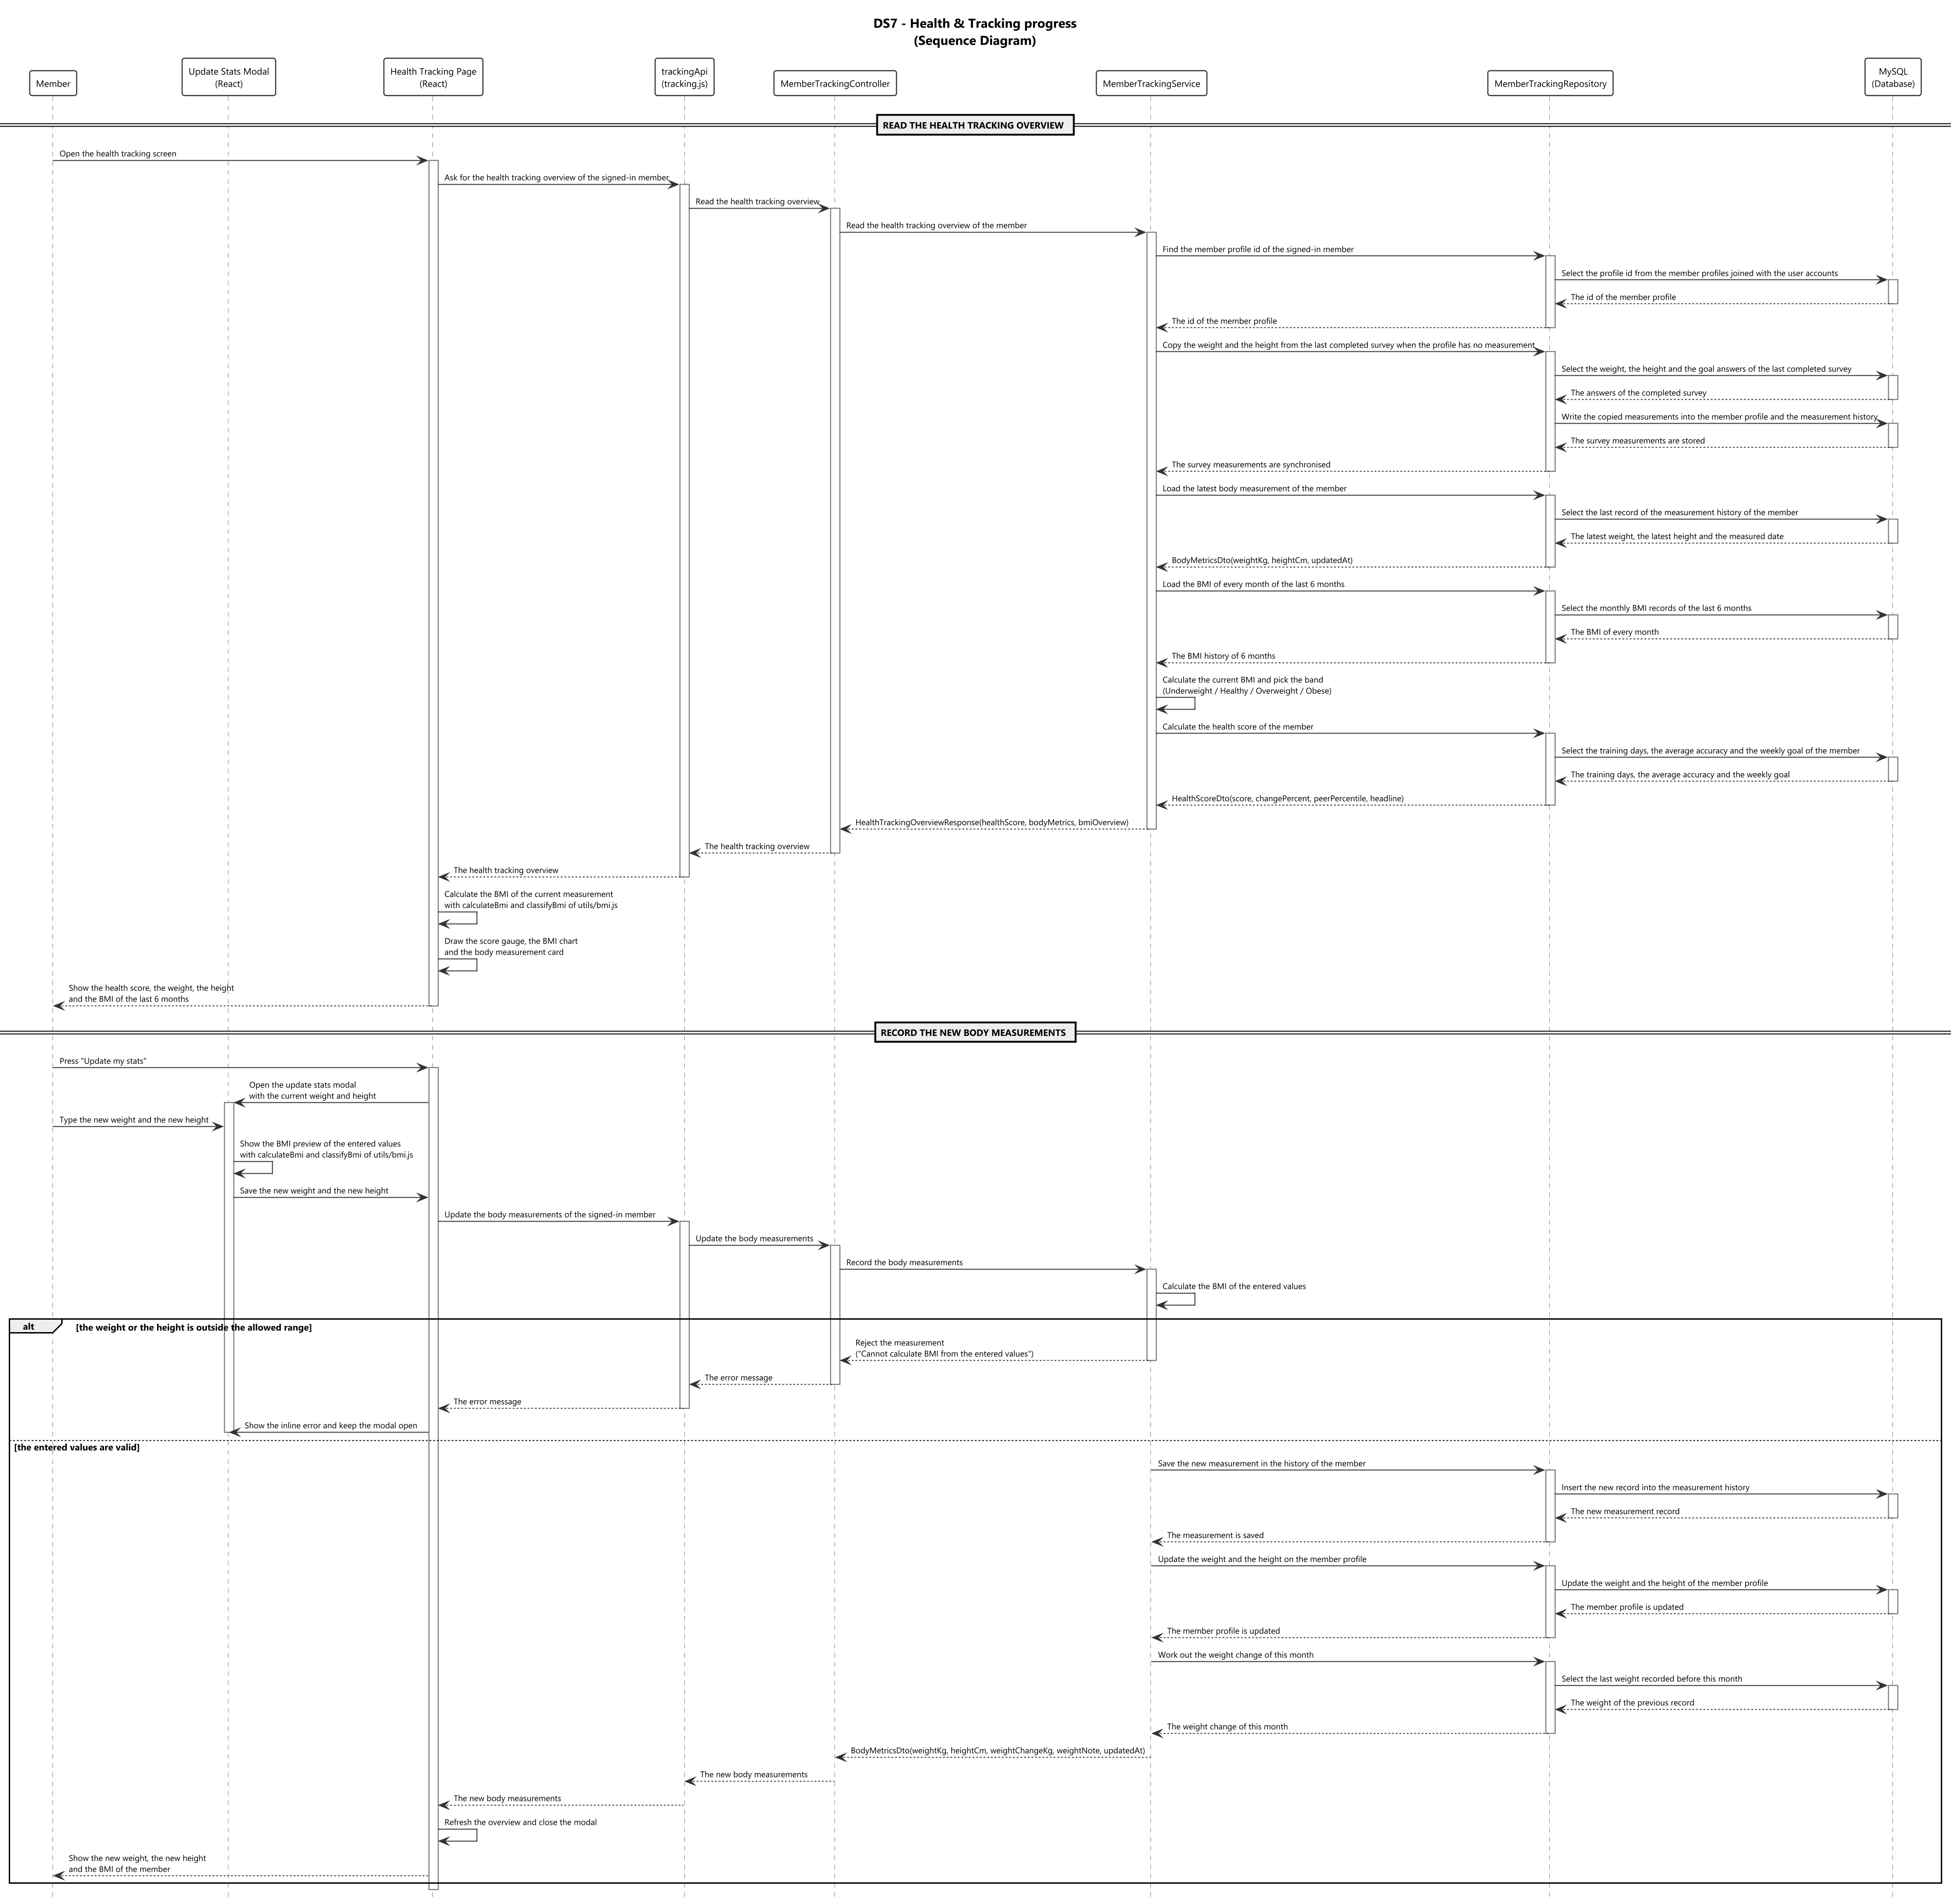 DS7 - Health & Tracking progress
(Sequence Diagram)
Member
Update Stats Modal
(React)
Health Tracking Page
(React)
trackingApi
(tracking.js)
MemberTrackingController
MemberTrackingService
MemberTrackingRepository
MySQL
(Database)
READ THE HEALTH TRACKING OVERVIEW
Open the health tracking screen
Ask for the health tracking overview of the signed-in member
Read the health tracking overview
Read the health tracking overview of the member
Find the member profile id of the signed-in member
Select the profile id from the member profiles joined with the user accounts
The id of the member profile
The id of the member profile
Copy the weight and the height from the last completed survey when the profile has no measurement
Select the weight, the height and the goal answers of the last completed survey
The answers of the completed survey
Write the copied measurements into the member profile and the measurement history
The survey measurements are stored
The survey measurements are synchronised
Load the latest body measurement of the member
Select the last record of the measurement history of the member
The latest weight, the latest height and the measured date
BodyMetricsDto(weightKg, heightCm, updatedAt)
Load the BMI of every month of the last 6 months
Select the monthly BMI records of the last 6 months
The BMI of every month
The BMI history of 6 months
Calculate the current BMI and pick the band
(Underweight / Healthy / Overweight / Obese)
Calculate the health score of the member
Select the training days, the average accuracy and the weekly goal of the member
The training days, the average accuracy and the weekly goal
HealthScoreDto(score, changePercent, peerPercentile, headline)
HealthTrackingOverviewResponse(healthScore, bodyMetrics, bmiOverview)
The health tracking overview
The health tracking overview
Calculate the BMI of the current measurement
with calculateBmi and classifyBmi of utils/bmi.js
Draw the score gauge, the BMI chart
and the body measurement card
Show the health score, the weight, the height
and the BMI of the last 6 months
RECORD THE NEW BODY MEASUREMENTS
Press "Update my stats"
Open the update stats modal
with the current weight and height
Type the new weight and the new height
Show the BMI preview of the entered values
with calculateBmi and classifyBmi of utils/bmi.js
Save the new weight and the new height
Update the body measurements of the signed-in member
Update the body measurements
Record the body measurements
Calculate the BMI of the entered values
alt
[the weight or the height is outside the allowed range]
Reject the measurement
("Cannot calculate BMI from the entered values")
The error message
The error message
Show the inline error and keep the modal open
[the entered values are valid]
Save the new measurement in the history of the member
Insert the new record into the measurement history
The new measurement record
The measurement is saved
Update the weight and the height on the member profile
Update the weight and the height of the member profile
The member profile is updated
The member profile is updated
Work out the weight change of this month
Select the last weight recorded before this month
The weight of the previous record
The weight change of this month
BodyMetricsDto(weightKg, heightCm, weightChangeKg, weightNote, updatedAt)
The new body measurements
The new body measurements
Refresh the overview and close the modal
Show the new weight, the new height
and the BMI of the member